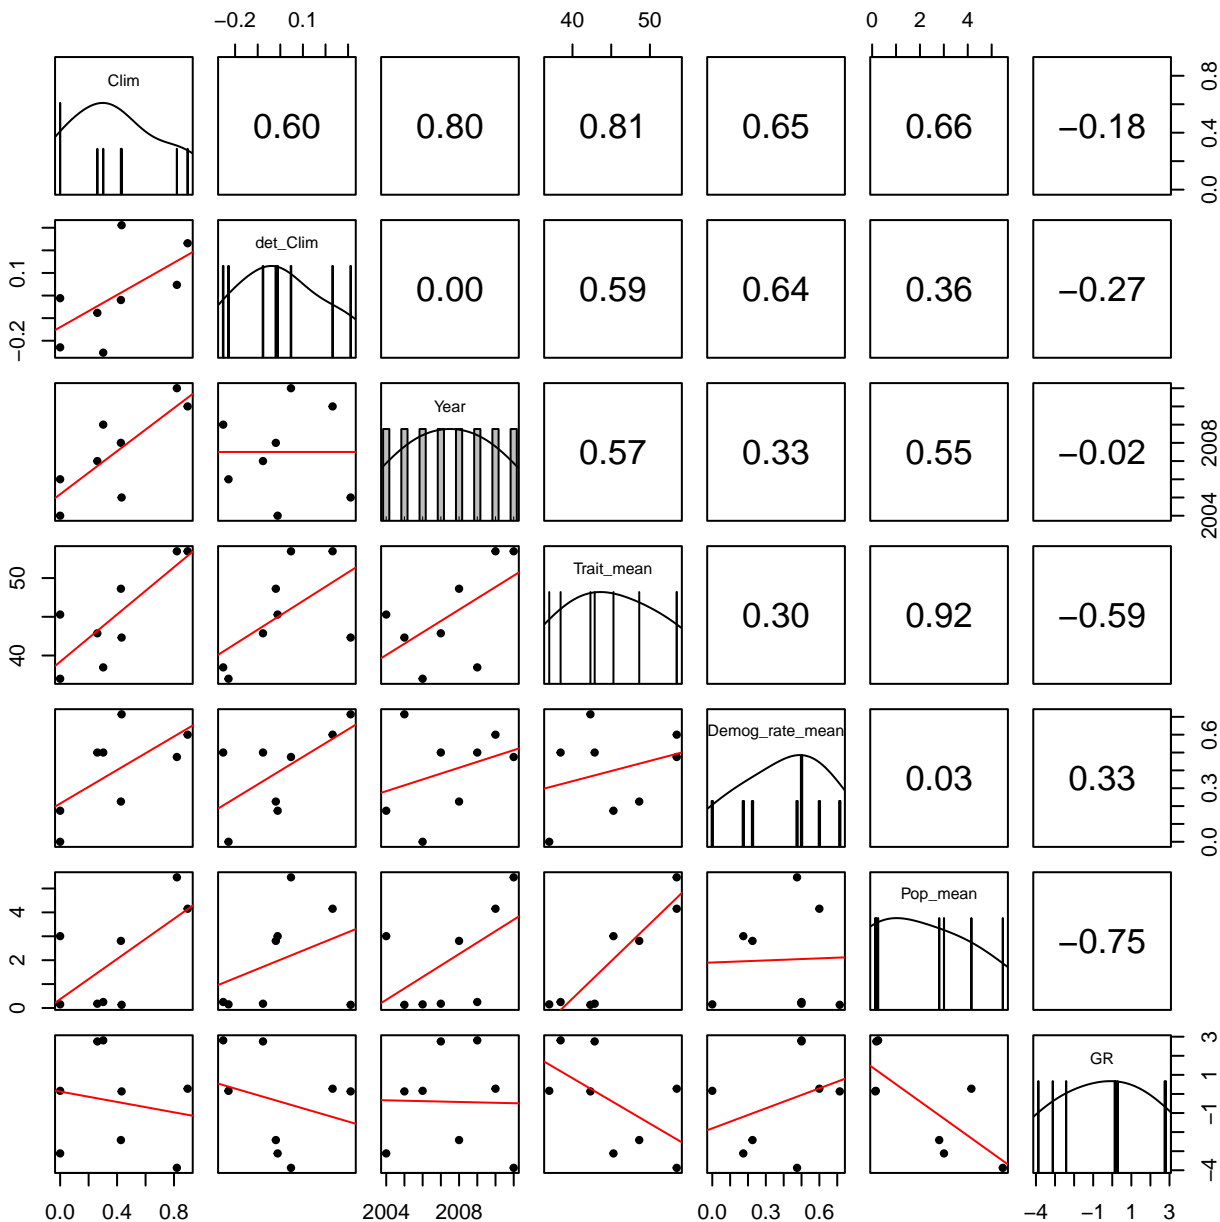 −0.2 0.1 40 50 0 2 4
Clim 0.60 0.80 0.81 0.65 0.66 −0.18 0.0 0.4 0.8
−0.2 0.1 det_Clim 0.00 0.59 0.64 0.36 −0.27
Year 0.57 0.33 0.55 −0.02 2004 2008
40 50 Trait_mean 0.30 0.92 −0.59
Demog_rate_mean 0.03 0.33 0.0 0.3 0.6
0 2 4 Pop_mean −0.75
GR −4 −1 1 3
0.0 0.4 0.8 2004 2008 0.0 0.3 0.6 −4 −1 1 3